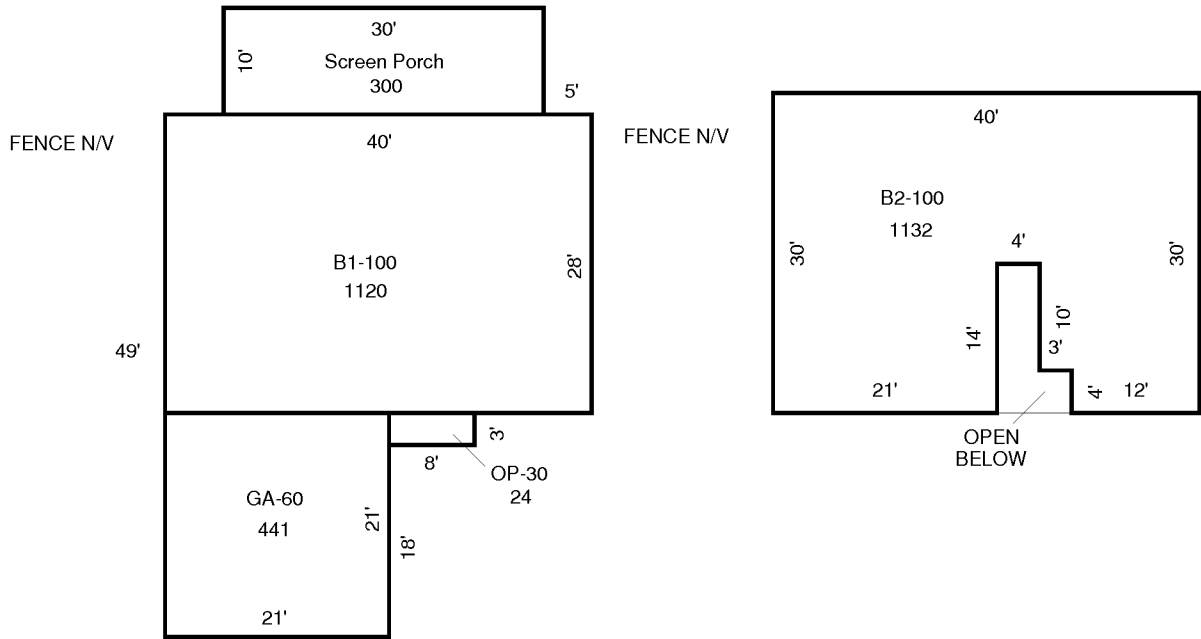 30'
10'
Screen Porch
300
5'
FENCE N/V
40'
B1-100
1120
28'
49'
3'
8'
OP-30
24
GA-60
441
21'
18'
21'
FENCE N/V
40'
B2-100
1132
30'
4'
30'
14'
10'
3'
21'
4'
12'
OPEN
BELOW